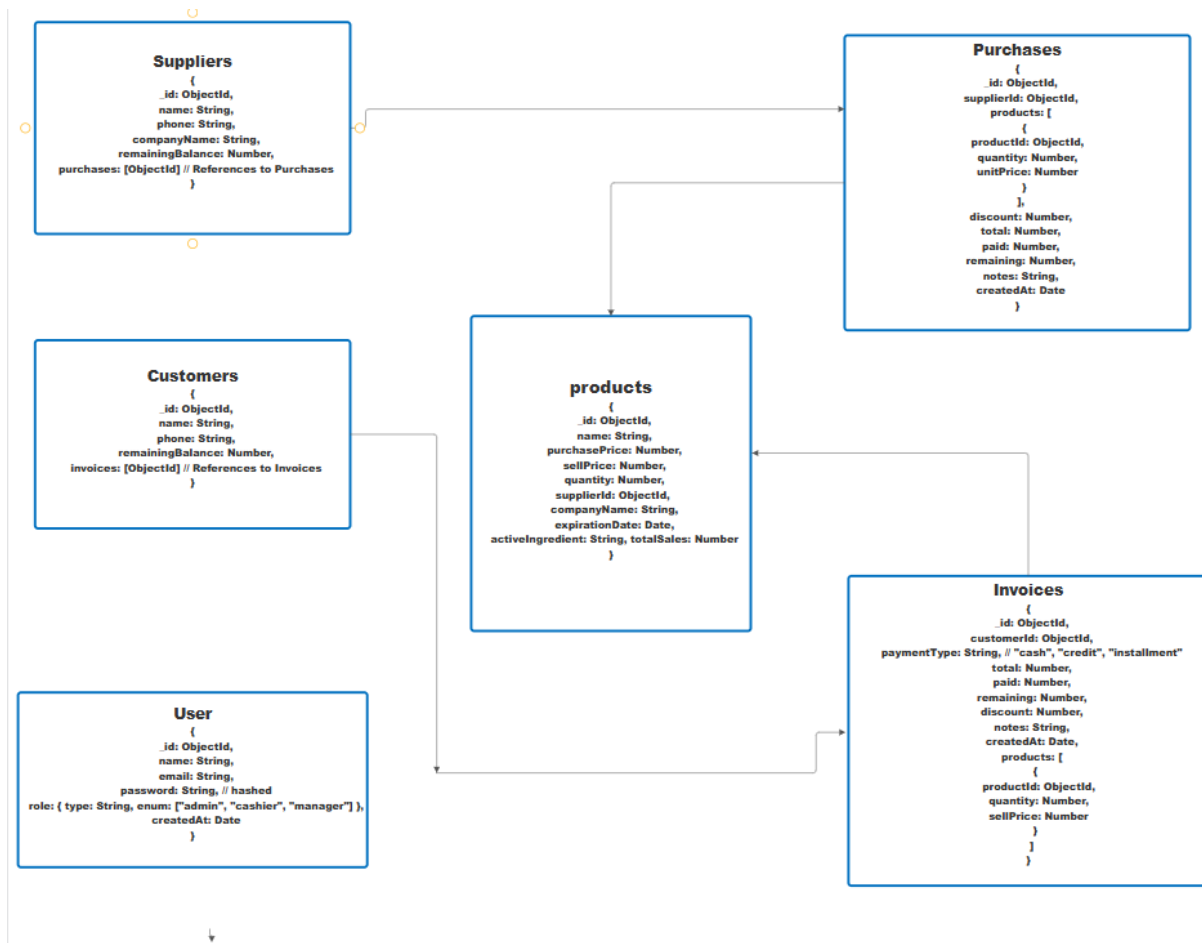 Suppliers
{
_id: ObjectId,
name: String,
phone: String,
companyName: String,
remainingBalance: Number,
purchases: [ObjectId] // References to Purchases
}
Purchases
{
_id: ObjectId,
supplierId: ObjectId,
products: [
{
productId: ObjectId,
quantity: Number,
unitPrice: Number
}
],
discount: Number,
total: Number,
paid: Number,
remaining: Number,
notes: String,
createdAt: Date
}
Customers
{
_id: ObjectId,
name: String,
phone: String,
remainingBalance: Number,
invoices: [ObjectId] // References to Invoices
}
products
{
_id: ObjectId,
name: String,
purchasePrice: Number,
sellPrice: Number,
quantity: Number,
supplierId: ObjectId,
companyName: String,
expirationDate: Date,
activeIngredient: String, totalSales: Number
}
User
{
_id: ObjectId,
name: String,
email: String,
password: String, // hashed
role: { type: String, enum: ["admin", "cashier", "manager"] },
createdAt: Date
}
Invoices
{
_id: ObjectId,
customerId: ObjectId,
paymentType: String, // "cash", "credit", "installment"
total: Number,
paid: Number,
remaining: Number,
discount: Number,
notes: String,
createdAt: Date,
products: [
{
productId: ObjectId,
quantity: Number,
sellPrice: Number
}
]
}